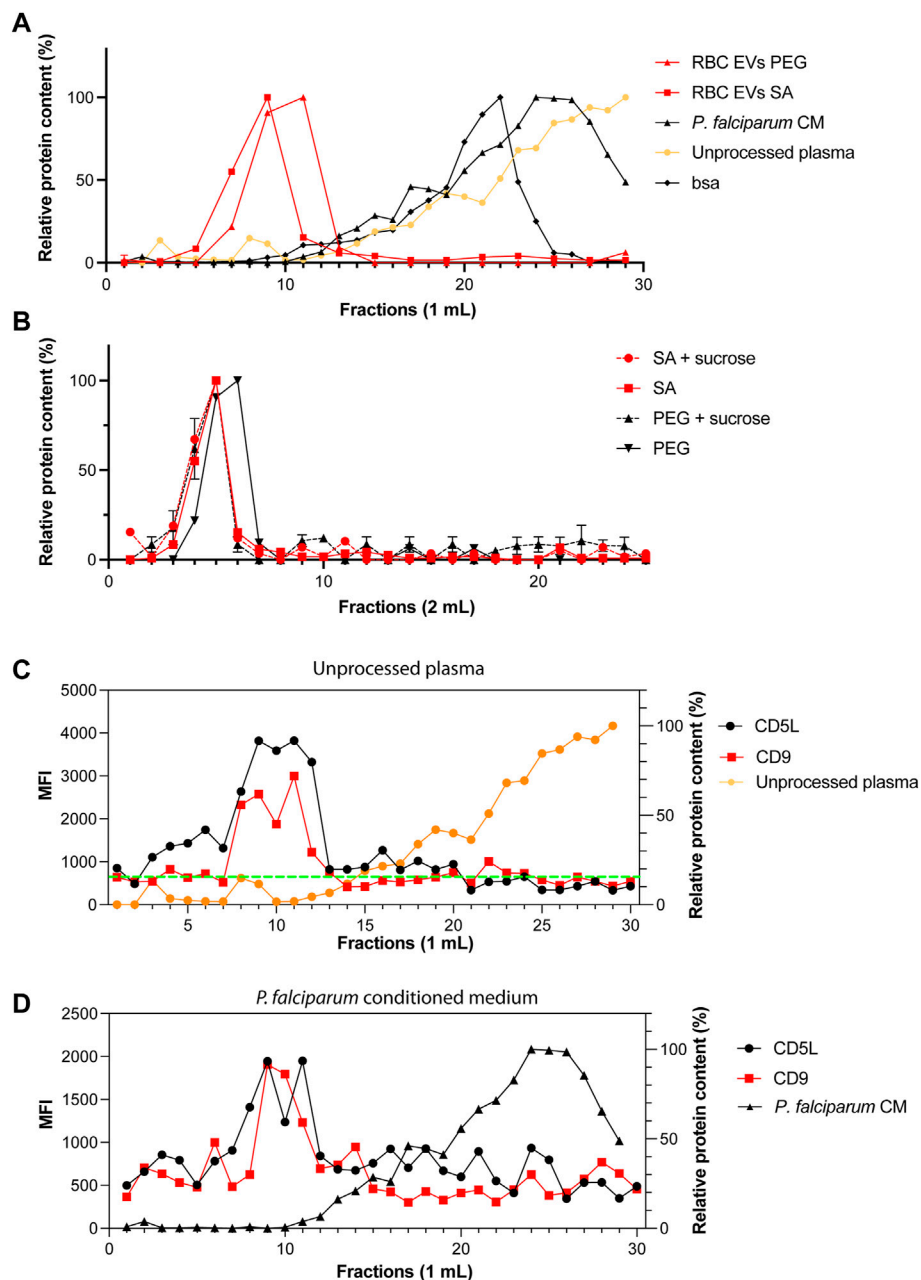 A
Relative protein content (%)
100
50
0
0
10
20
30
Fractions (1 mL)
RBC EVs PEG
RBC EVs SA
P. falciparum CM
Unprocessed plasma
bsa
B
Relative protein content (%)
100
50
0
0
10
20
Fractions (2 mL)
SA + sucrose
SA
PEG + sucrose
PEG
C
Unprocessed plasma
MFI
5000
4000
3000
2000
1000
0
5
10
15
20
25
30
Fractions (1 mL)
100
50
0
Relative protein content (%)
CD5L
CD9
Unprocessed plasma
D
P. falciparum conditioned medium
MFI
2500
2000
1500
1000
500
0
0
10
20
30
Fractions (1 mL)
100
50
0
Relative protein content (%)
CD5L
CD9
P. falciparum CM